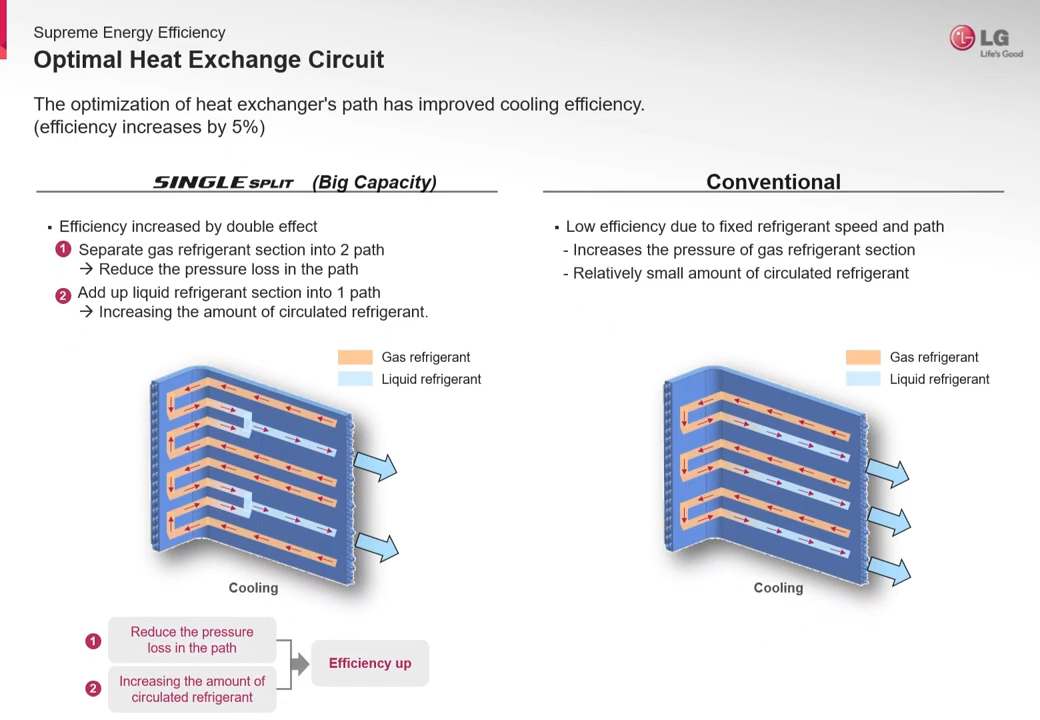 Supreme Energy Efficiency
Optimal Heat Exchange Circuit
LG
Life's Good
The optimization of heat exchanger's path has improved cooling efficiency.
(efficiency increases by 5%)
SINGLE SPLIT (Big Capacity)
▪ Efficiency increased by double effect
1 Separate gas refrigerant section into 2 path
→ Reduce the pressure loss in the path
2 Add up liquid refrigerant section into 1 path
→ Increasing the amount of circulated refrigerant.
Gas refrigerant
Liquid refrigerant
Cooling
1 Reduce the pressure
loss in the path
2 Increasing the amount of
circulated refrigerant
Efficiency up
Conventional
▪ Low efficiency due to fixed refrigerant speed and path
- Increases the pressure of gas refrigerant section
- Relatively small amount of circulated refrigerant
Gas refrigerant
Liquid refrigerant
Cooling